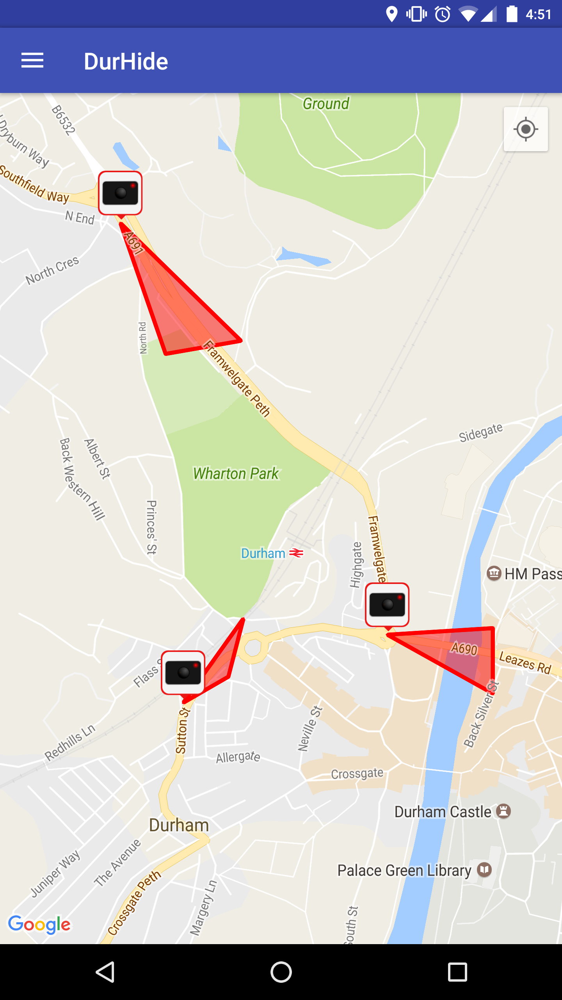 4:51
DurHide
Ground
B6532
Dryburn Way
Southfield Way
N End
A691
North Cres
North Rd
Framwelgate Peth
Sidegate
Albert St
Back Western Hill
Wharton Park
Princes' St
Framwelgate
Durham
Highgate
HM Pass
A690
Leazes Rd
Flass
Back Silver St
Sutton St
Neville St
Redhills Ln
Allergate
Crossgate
Durham Castle
Durham
Juniper Way
The Avenue
Palace Green Library
Crossgate Peth
Margery Ln
South St
Google